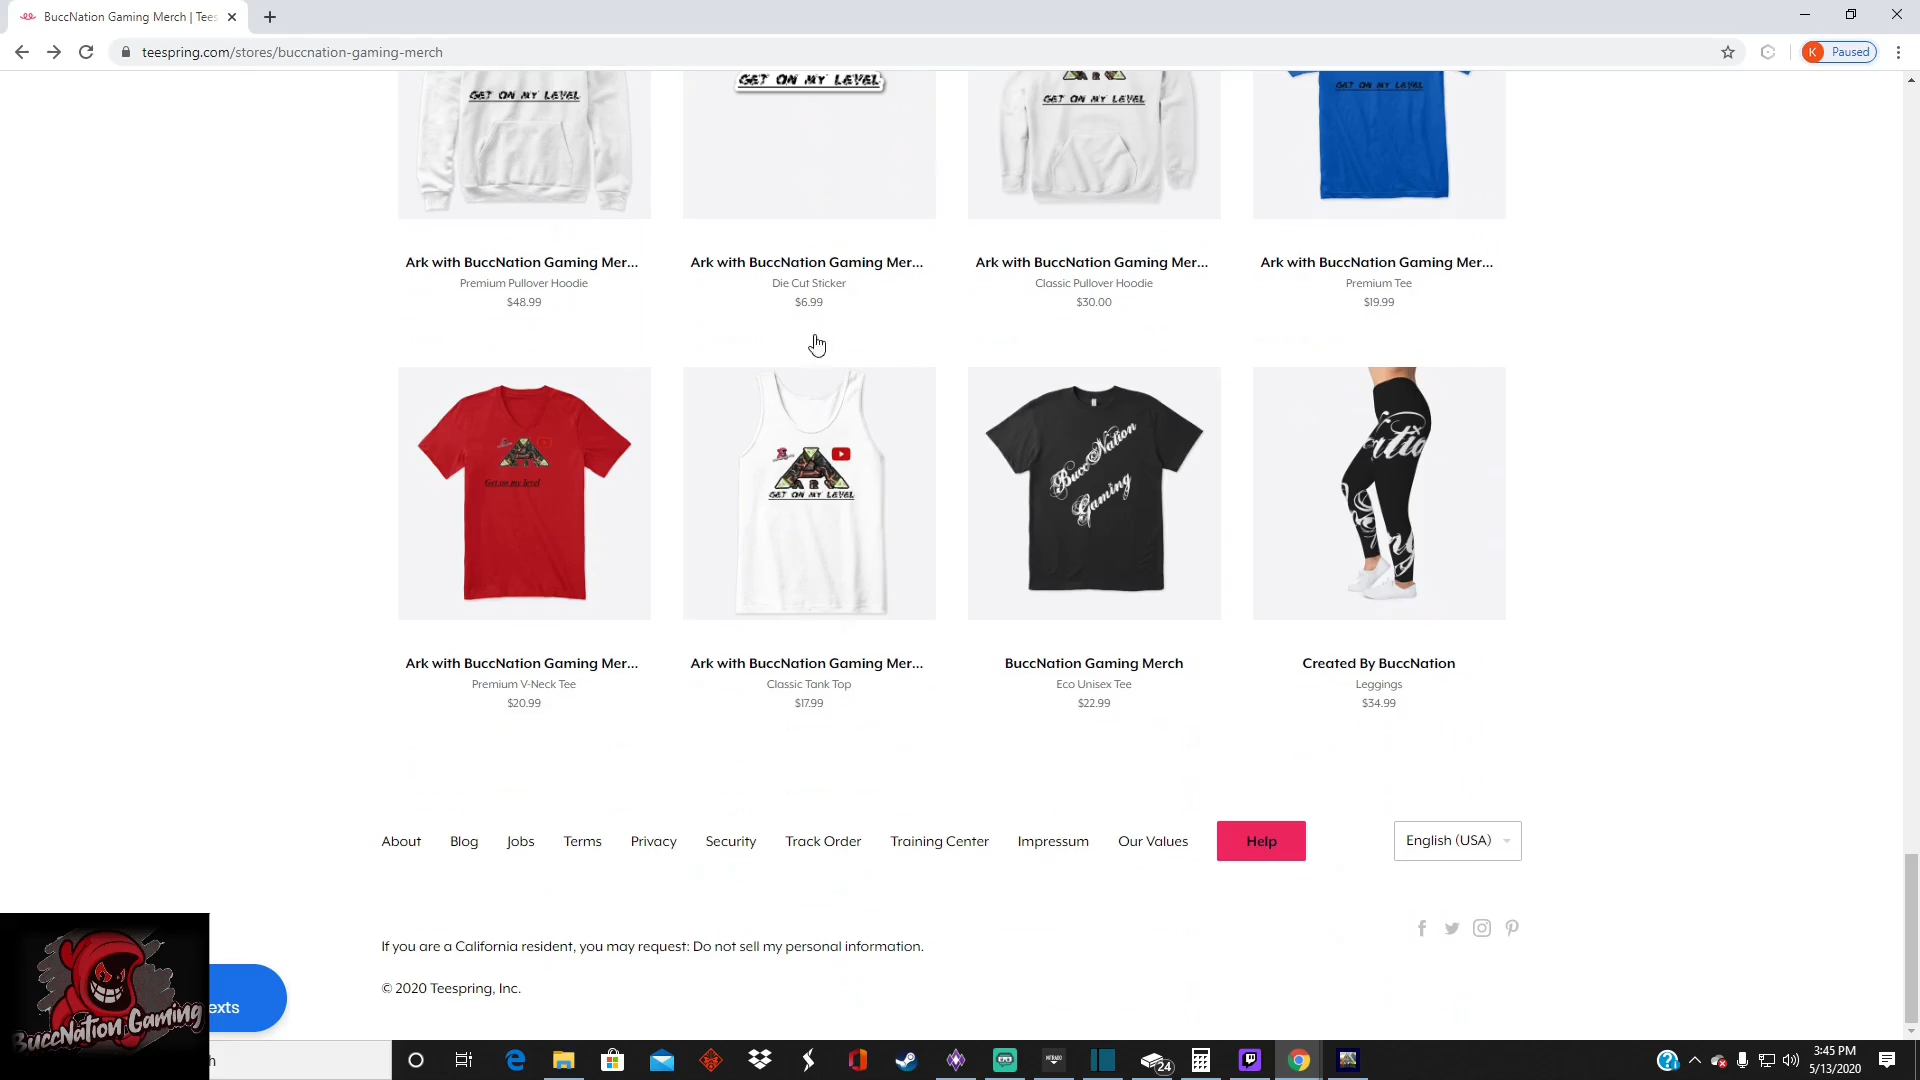 BuccNation Gaming Merch | Tees
teespring.com/stores/buccnation-gaming-merch
K Paused
GET ON MY LEVEL
GET ON MY LEVEL
GET ON MY LEVEL
GET ON MY LEVEL
Ark with BuccNation Gaming Mer...
Premium Pullover Hoodie
$48.99
Ark with BuccNation Gaming Mer...
Die Cut Sticker
$6.99
Ark with BuccNation Gaming Mer...
Classic Pullover Hoodie
$30.00
Ark with BuccNation Gaming Mer...
Premium Tee
$19.99
Get on my level
GET ON MY LEVEL
BuccNation
Gaming
Ark with BuccNation Gaming Mer...
Premium V-Neck Tee
$20.99
Ark with BuccNation Gaming Mer...
Classic Tank Top
$17.99
BuccNation Gaming Merch
Eco Unisex Tee
$22.99
Created By BuccNation
Leggings
$34.99
About Blog Jobs Terms Privacy Security Track Order Training Center Impressum Our Values Help English (USA)
If you are a California resident, you may request: Do not sell my personal information.
© 2020 Teespring, Inc.
exts
BuccNation Gaming
h
24
3:45 PM
5/13/2020